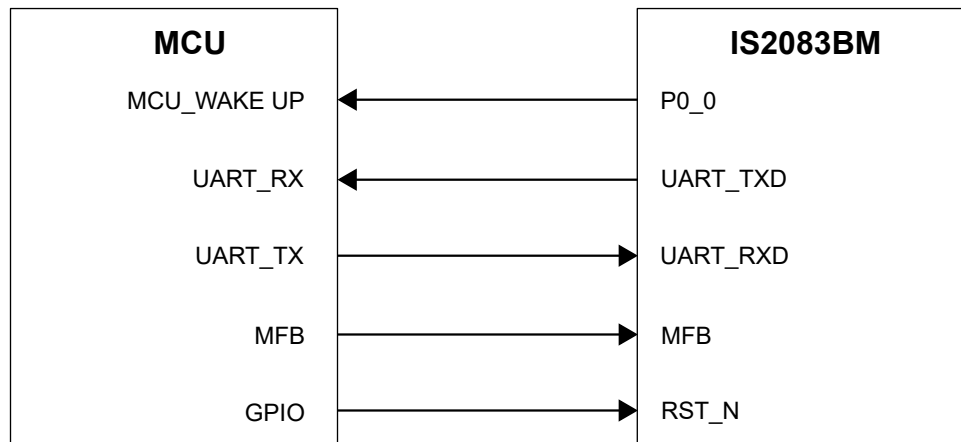 MCU IS2083BM
MCU_WAKE UP P0_0
UART_RX UART_TXD
UART_TX UART_RXD
MFB MFB
GPIO RST_N